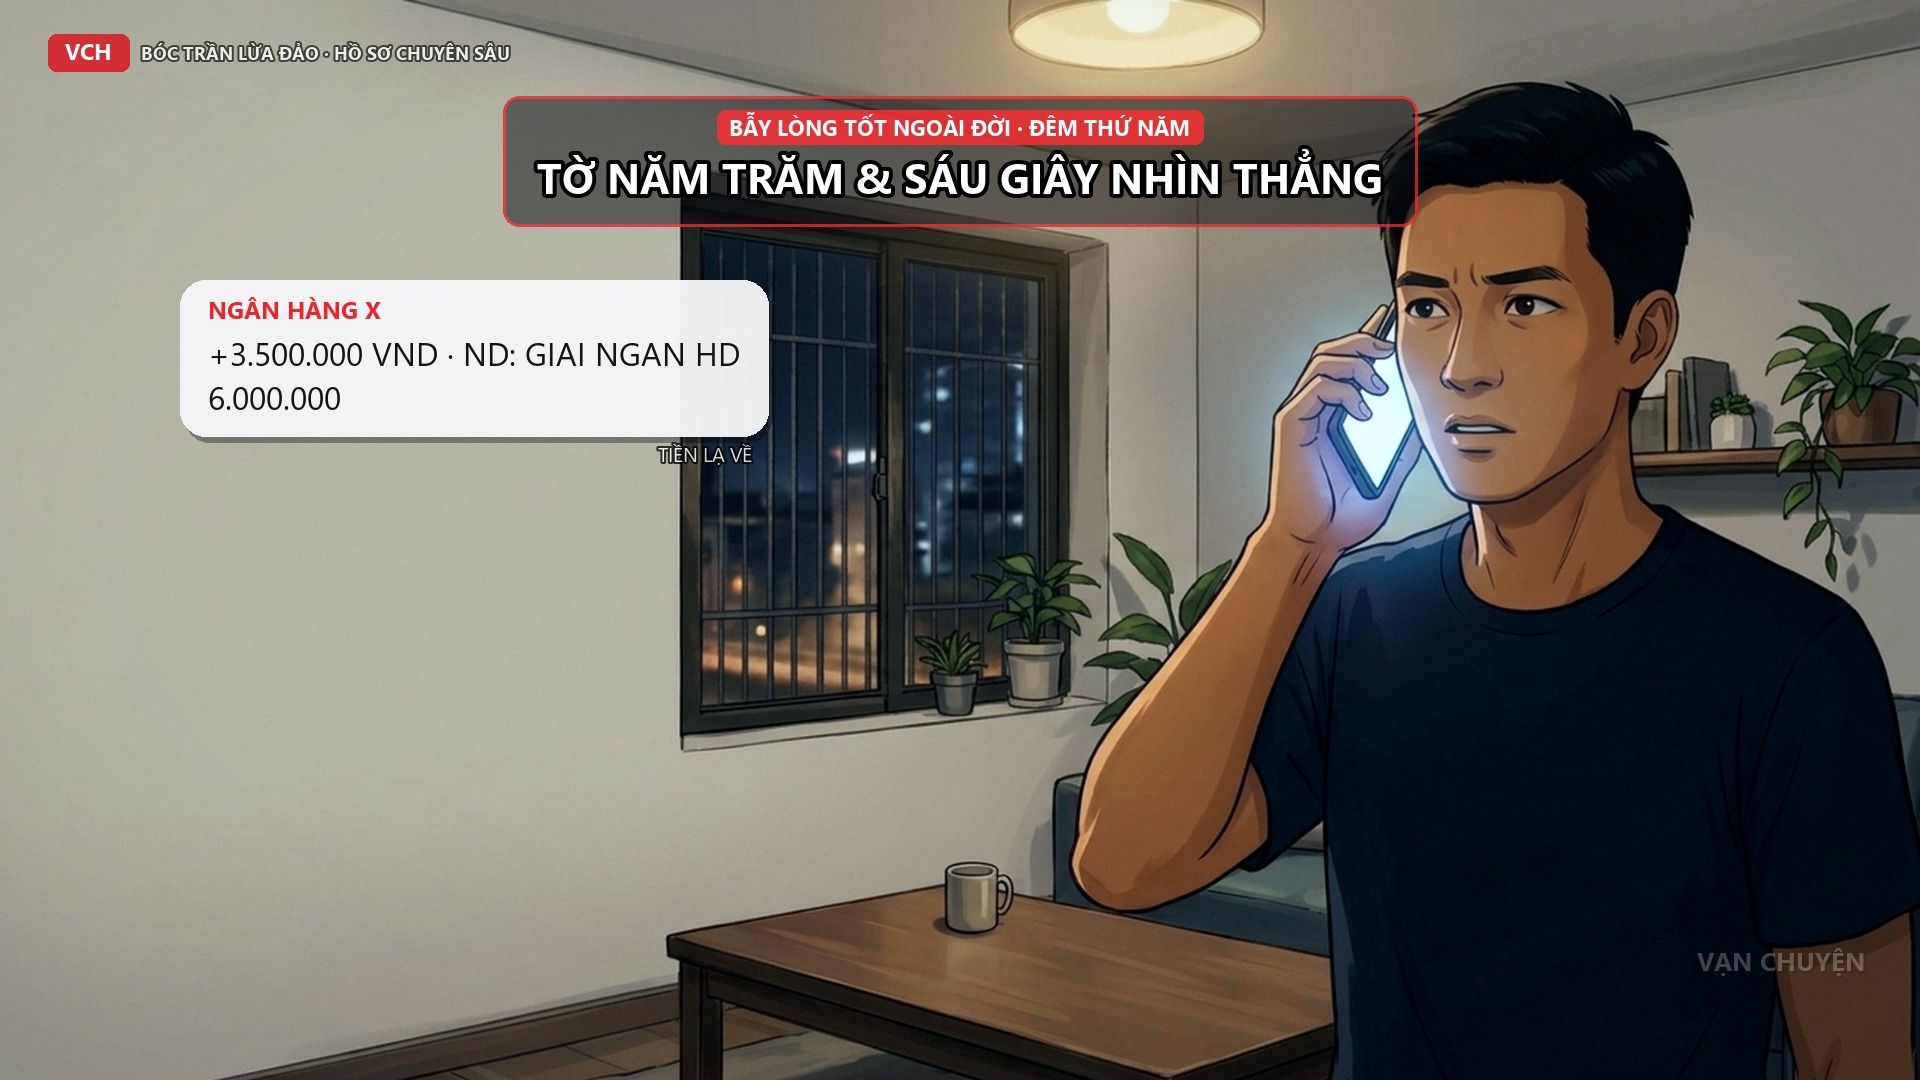 VCH BÓC TRẦN LỪA ĐẢO · HỒ SƠ CHUYÊN SÂU
BẪY LÒNG TỐT NGOÀI ĐỜI · ĐÊM THỨ NĂM
TỜ NĂM TRĂM & SÁU GIÂY NHÌN THẲNG
NGÂN HÀNG X
+3.500.000 VND · ND: GIAI NGAN HD
6.000.000
TIỀN LẠ VỀ
VẠN CHUYỆN